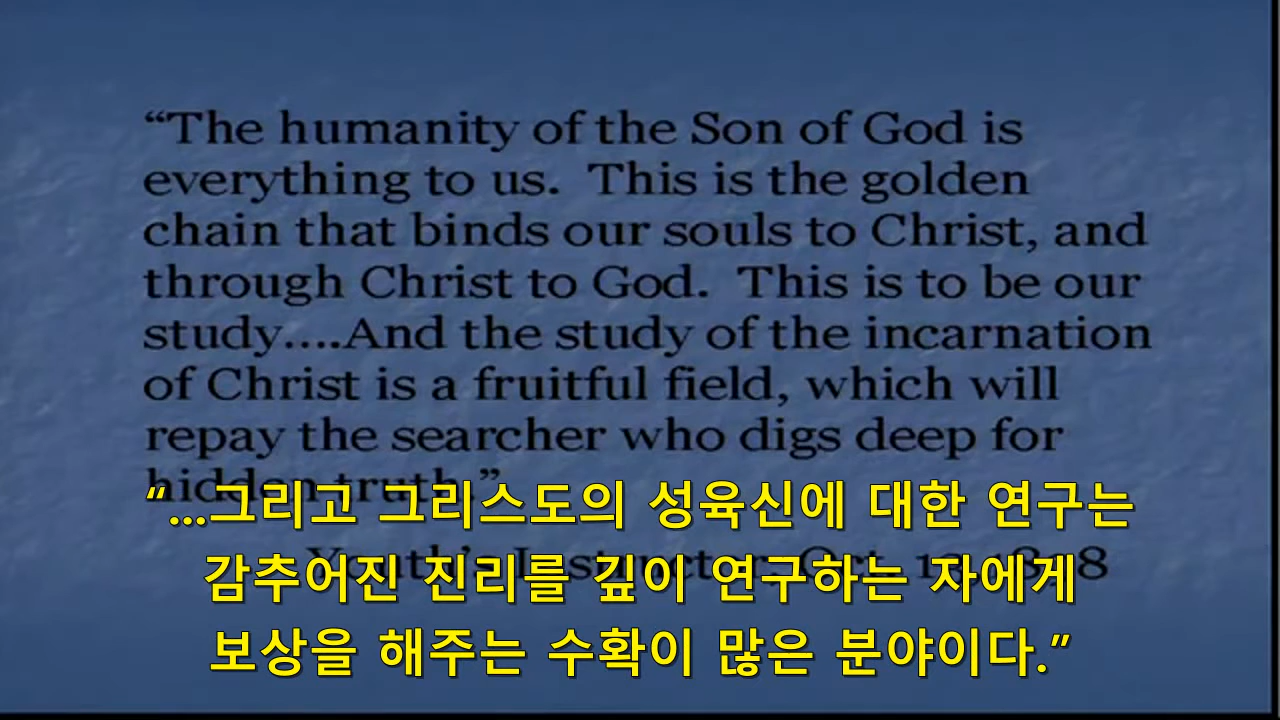 “The humanity of the Son of God is
everything to us.  This is the golden
chain that binds our souls to Christ, and
through Christ to God.  This is to be our
study....And the study of the incarnation
of Christ is a fruitful field, which will
repay the searcher who digs deep for
hidden truth.”
“...그리고 그리스도의 성육신에 대한 연구는
Youth’s Instructor, Oct.
감추어진 진리를 깊이 연구하는 자에게
보상을 해주는 수확이 많은 분야이다.”